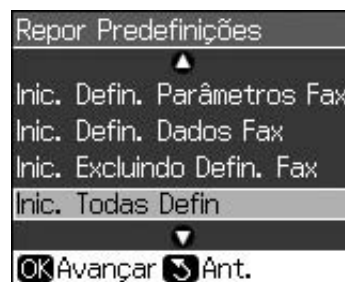 Repor Predefinições
Inic. Defin. Parâmetros Fax
Inic. Defin. Dados Fax
Inic. Excluindo Defin. Fax
Inic. Todas Defin
OK Avançar Ant.